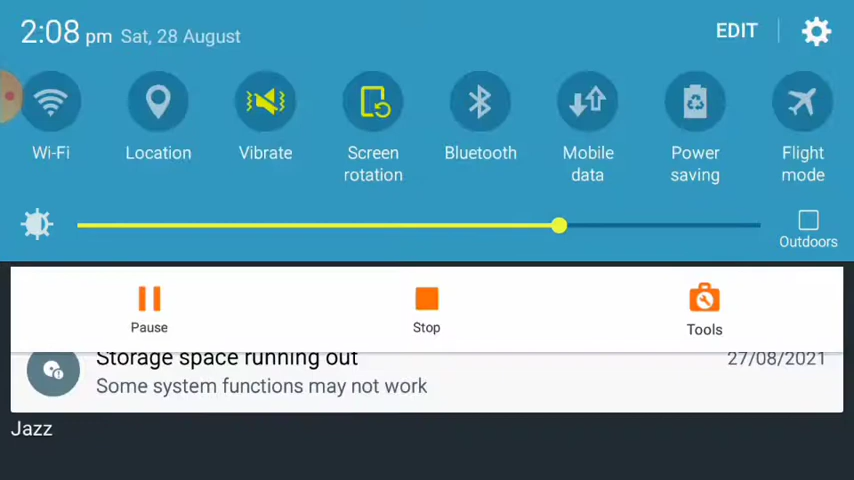 2:08 pm Sat, 28 August EDIT
Wi-Fi Location Vibrate Screen rotation Bluetooth Mobile data Power saving Flight mode
Outdoors
Pause Stop Tools
Storage space running out 27/08/2021
Some system functions may not work
Jazz